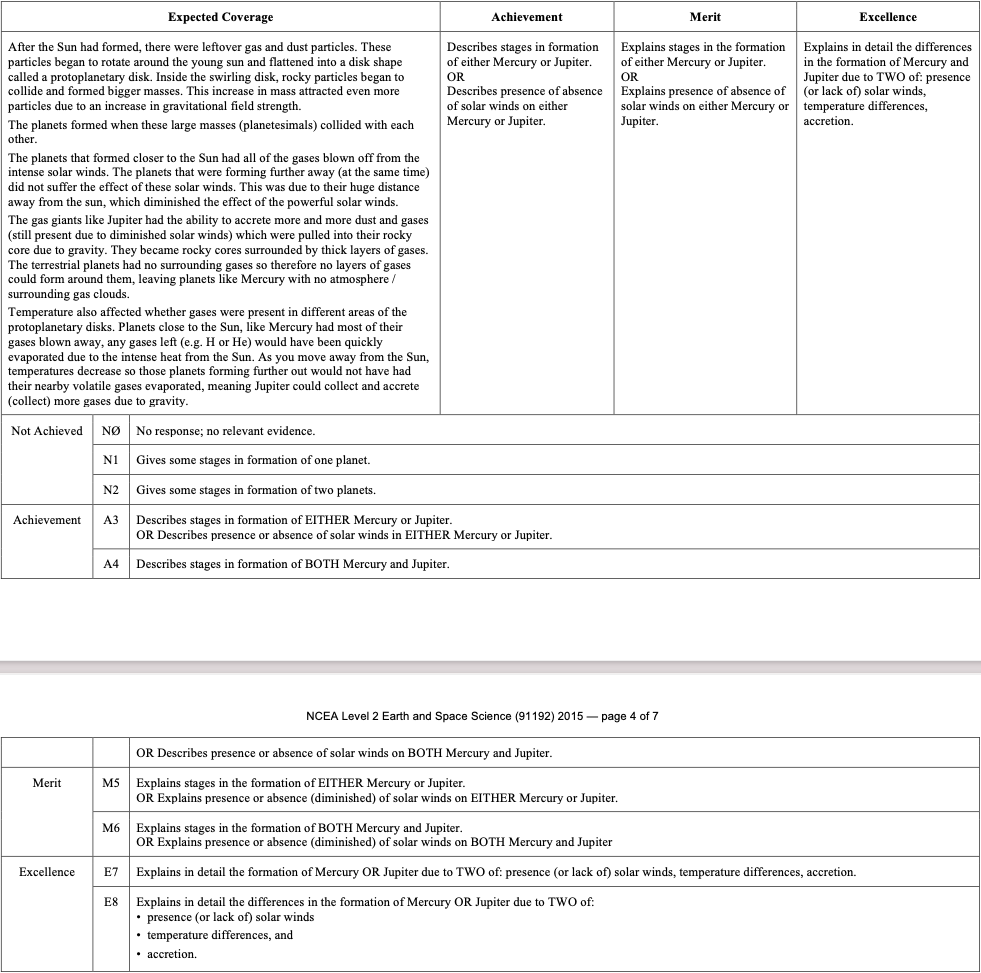 Expected Coverage
Achievement
Merit
Excellence
After the Sun had formed, there were leftover gas and dust particles. These
particles began to rotate around the young sun and flattened into a disk shape
called a protoplanetary disk. Inside the swirling disk, rocky particles began to
collide and formed bigger masses. This increase in mass attracted even more
particles due to an increase in gravitational field strength.
The planets formed when these large masses (planetesimals) collided with each
other.
The planets that formed closer to the Sun had all of the gases blown off from the
intense solar winds. The planets that were forming further away (at the same time)
did not suffer the effect of these solar winds. This was due to their huge distance
away from the sun, which diminished the effect of the powerful solar winds.
The gas giants like Jupiter had the ability to accrete more and more dust and gases
(still present due to diminished solar winds) which were pulled into their rocky
core due to gravity. They became rocky cores surrounded by thick layers of gases.
The terrestrial planets had no surrounding gases so therefore no layers of gases
could form around them, leaving planets like Mercury with no atmosphere /
surrounding gas clouds.
Temperature also affected whether gases were present in different areas of the
protoplanetary disks. Planets close to the Sun, like Mercury had most of their
gases blown away, any gases left (e.g. H or He) would have been quickly
evaporated due to the intense heat from the Sun. As you move away from the Sun,
temperatures decrease so those planets forming further out would not have had
their nearby volatile gases evaporated, meaning Jupiter could collect and accrete
(collect) more gases due to gravity.
Describes stages in formation
of either Mercury or Jupiter.
OR
Describes presence of absence
of solar winds on either
Mercury or Jupiter.
Explains stages in the formation
of either Mercury or Jupiter.
OR
Explains presence of absence of
solar winds on either Mercury or
Jupiter.
Explains in detail the differences
in the formation of Mercury and
Jupiter due to TWO of: presence
(or lack of) solar winds,
temperature differences,
accretion.
Not Achieved
NØ
No response; no relevant evidence.
N1
Gives some stages in formation of one planet.
N2
Gives some stages in formation of two planets.
Achievement
A3
Describes stages in formation of EITHER Mercury or Jupiter.
OR Describes presence or absence of solar winds in EITHER Mercury or Jupiter.
A4
Describes stages in formation of BOTH Mercury and Jupiter.
NCEA Level 2 Earth and Space Science (91192) 2015 — page 4 of 7
OR Describes presence or absence of solar winds on BOTH Mercury and Jupiter.
Merit
M5
Explains stages in the formation of EITHER Mercury or Jupiter.
OR Explains presence or absence (diminished) of solar winds on EITHER Mercury or Jupiter.
M6
Explains stages in the formation of BOTH Mercury and Jupiter.
OR Explains presence or absence (diminished) of solar winds on BOTH Mercury and Jupiter
Excellence
E7
Explains in detail the formation of Mercury OR Jupiter due to TWO of: presence (or lack of) solar winds, temperature differences, accretion.
E8
Explains in detail the differences in the formation of Mercury OR Jupiter due to TWO of:
• presence (or lack of) solar winds
• temperature differences, and
• accretion.